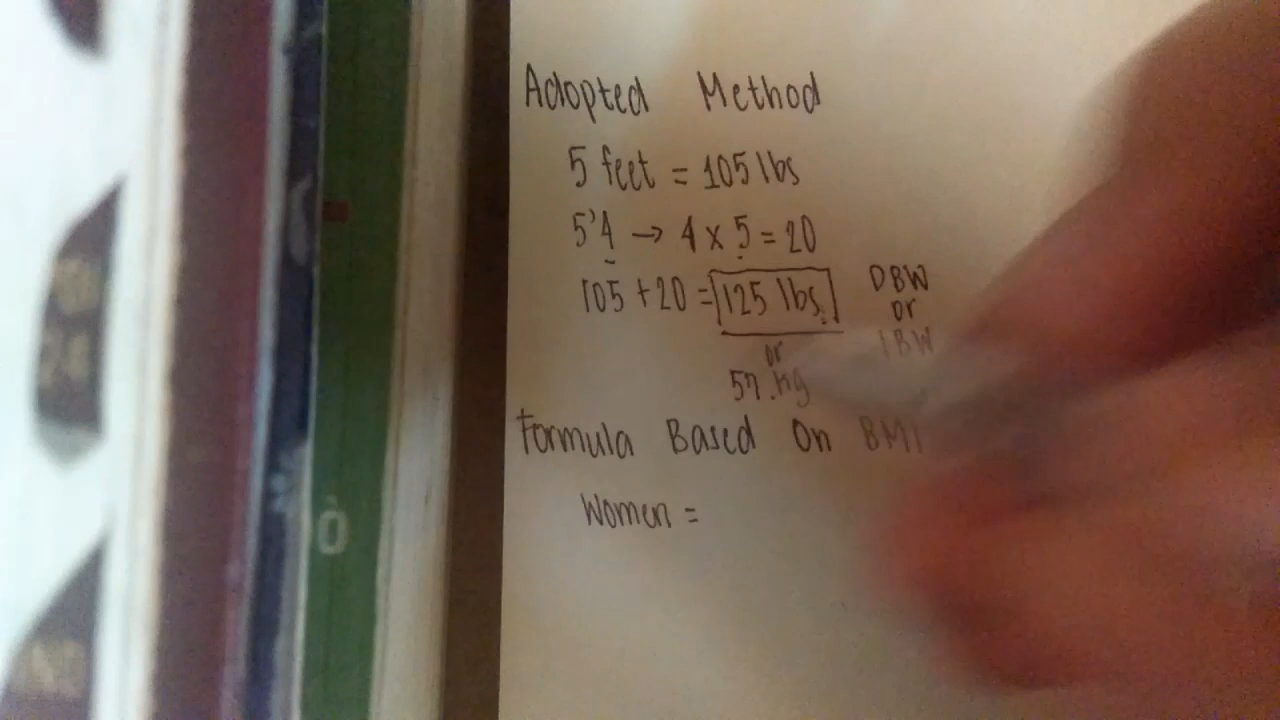 Adopted Method
5 feet = 105 lbs
5'4 → 4 x 5 = 20
105 + 20 = 125 lbs. DBW
or
IBW
or
57.kg
Formula Based On BMI
Women =